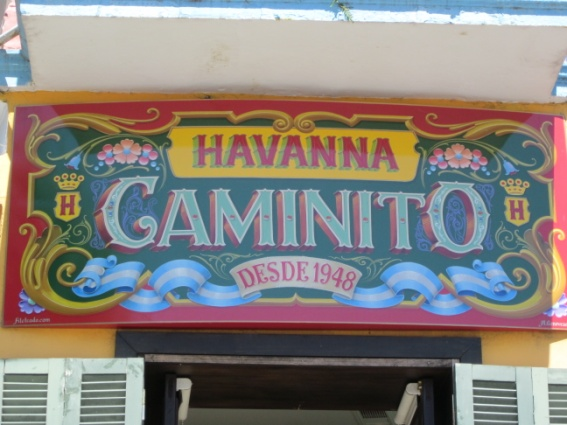 HAVANNA
H CAMINITO H
DESDE 1948